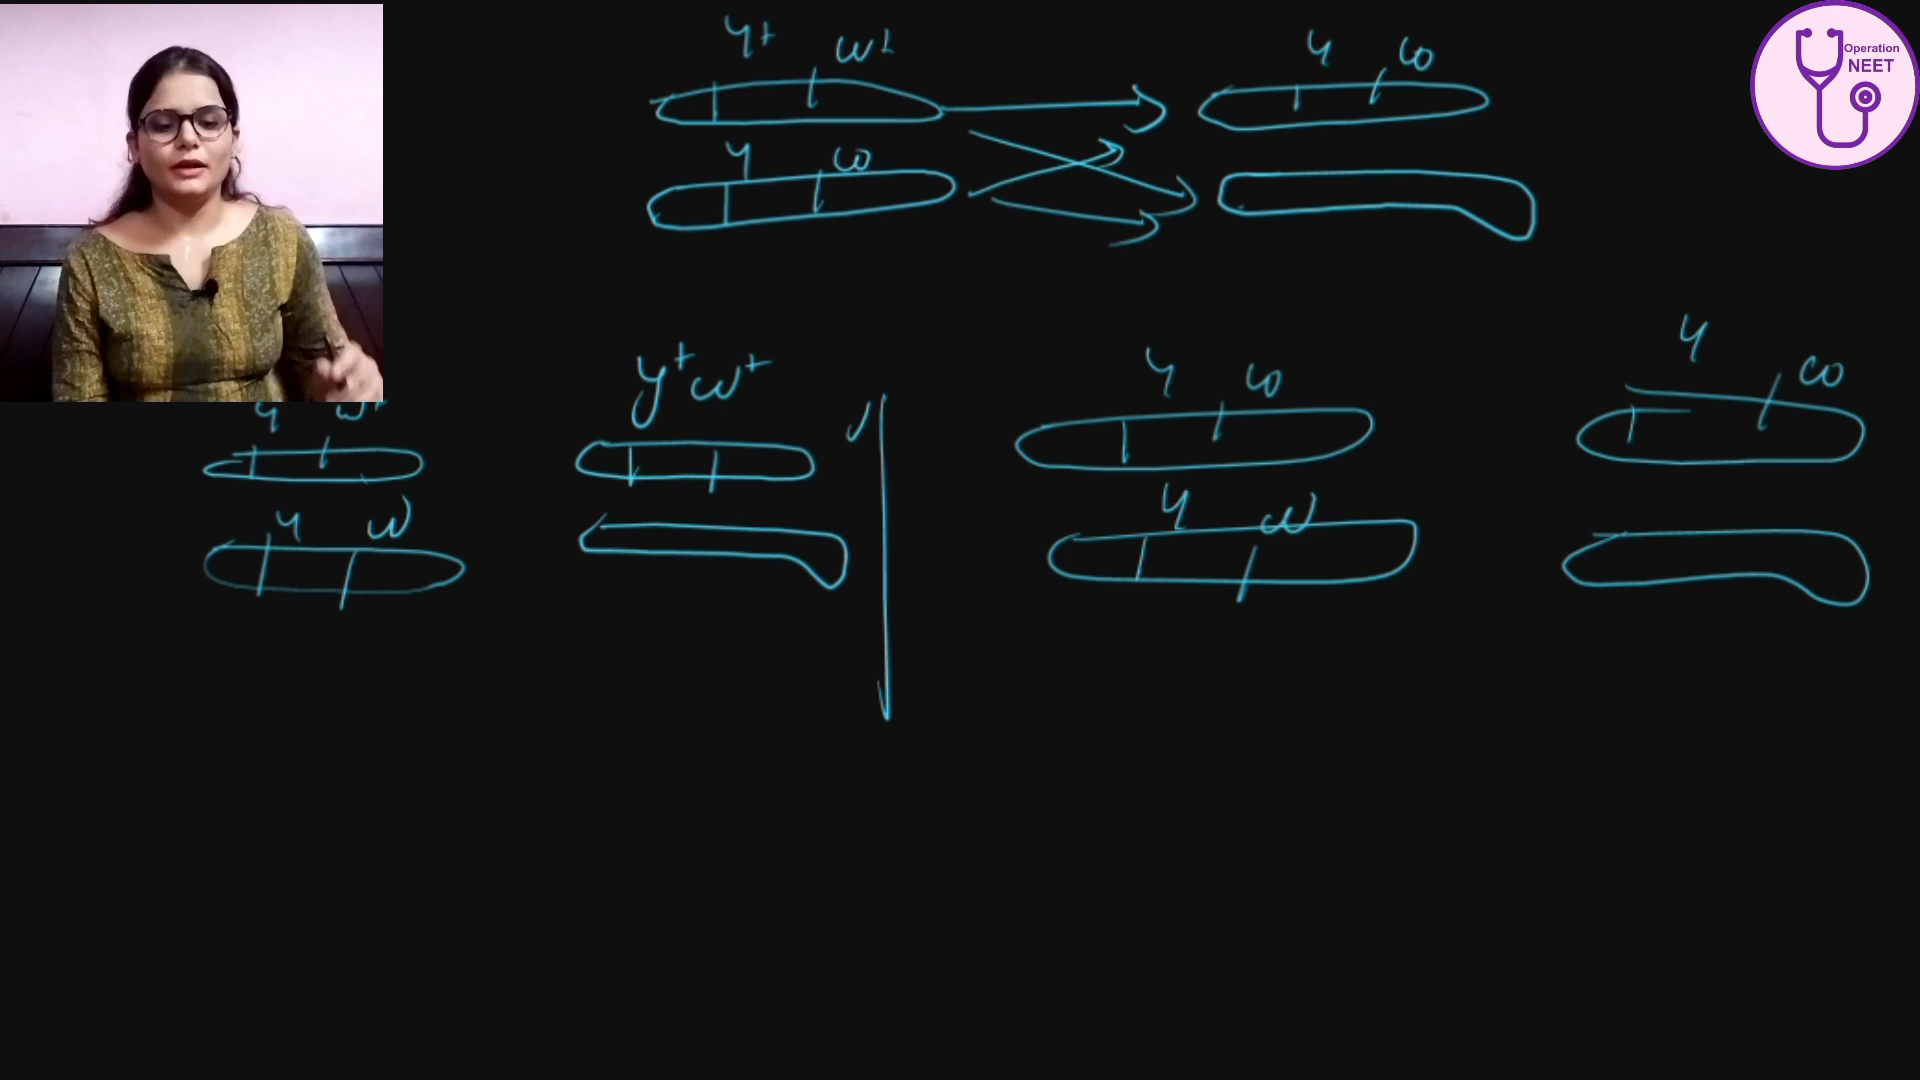 y+ w+ y w
Operation
NEET
y w
y w
y+ w+ y w
y w+
y w y w